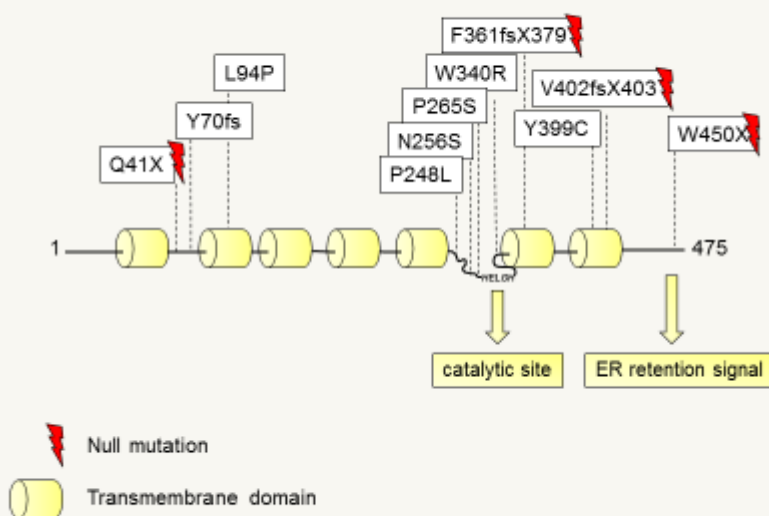 F361fsX379
L94P
W340R
V402fsX403
P265S
Y70fs
Y399C
W450X
N256S
Q41X
P248L
1
475
HELGH
catalytic site
ER retention signal
Null mutation
Transmembrane domain